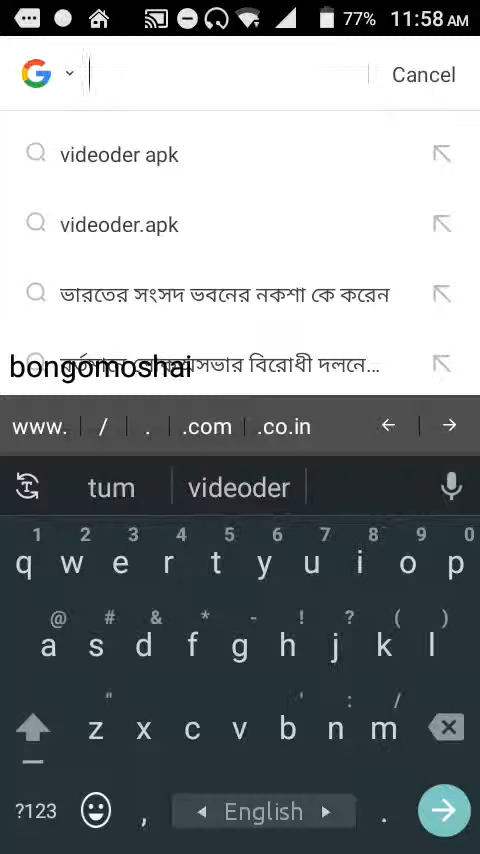 77% 11:58 AM
Cancel
videoder apk
videoder.apk
ভারতের সংসদ ভবনের নকশা কে করেন
বিরোধী দলনে...
bongomoshai
www. / . .com .co.in
tum videoder
1 2 3 4 5 6 7 8 9 0
q w e r t y u i o p
@ # & * - ! ? ( )
a s d f g h j k l
" ' : /
z x c v b n m
?123 , English .